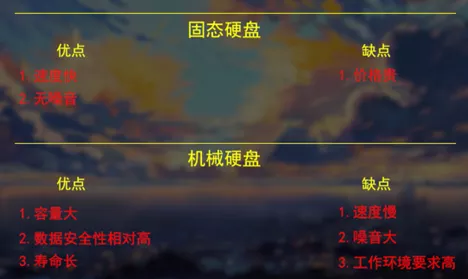 固态硬盘
优点 缺点
1.速度快 1.价格贵
2.无噪音
机械硬盘
优点 缺点
1.容量大 1.速度慢
2.数据安全性相对高 2.噪音大
3.寿命长 3.工作环境要求高